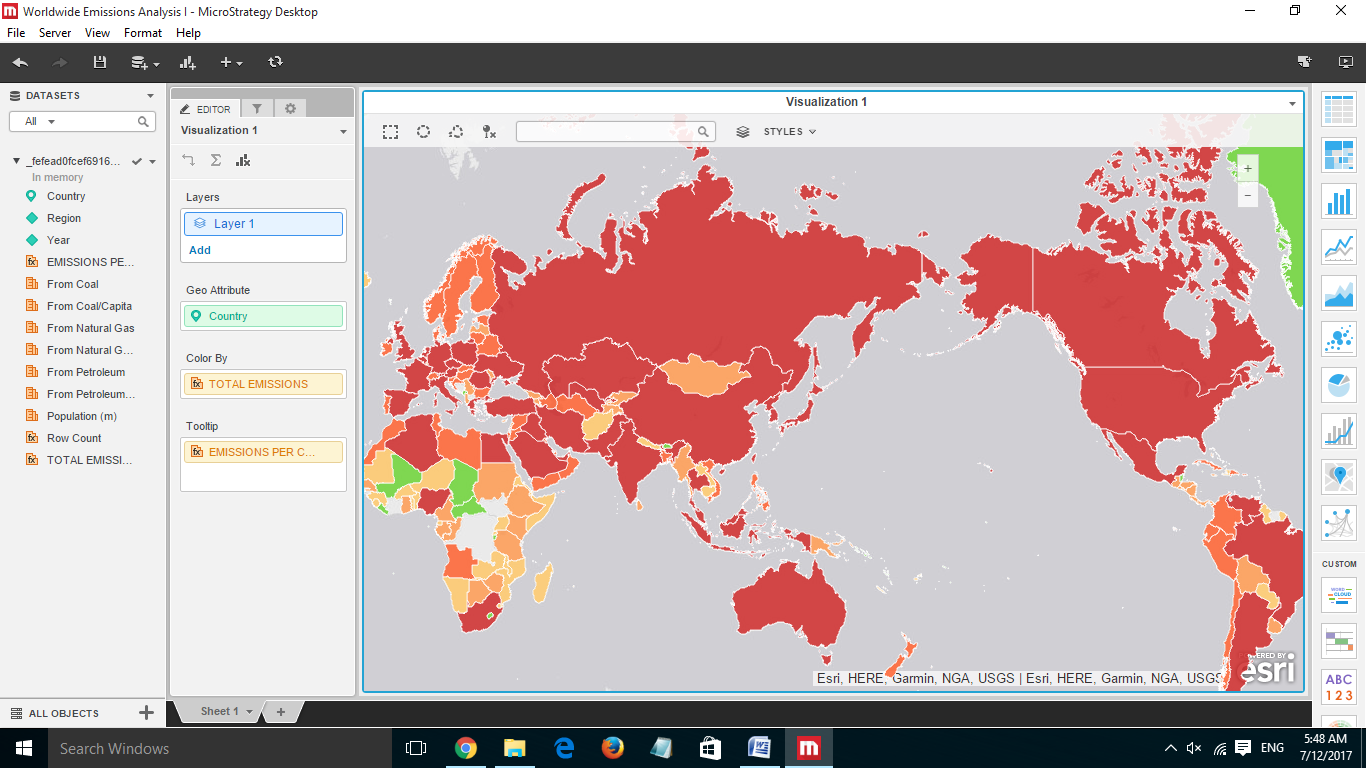 Worldwide Emissions Analysis I - MicroStrategy Desktop
File Server View Format Help
DATASETS
All
_fefead0fcef6916...
In memory
Country
Region
Year
EMISSIONS PE...
From Coal
From Coal/Capita
From Natural Gas
From Natural G...
From Petroleum
From Petroleum...
Population (m)
Row Count
TOTAL EMISSI...
ALL OBJECTS
EDITOR
Visualization 1
Layers
Layer 1
Add
Geo Attribute
Country
Color By
TOTAL EMISSIONS
Tooltip
EMISSIONS PER C...
Visualization 1
STYLES
Esri, HERE, Garmin, NGA, USGS | Esri, HERE, Garmin, NGA, USGS
POWERED BY
esri
Sheet 1
CUSTOM
WORD
CLOUD
ABC
123
Search Windows
ENG
5:48 AM
7/12/2017